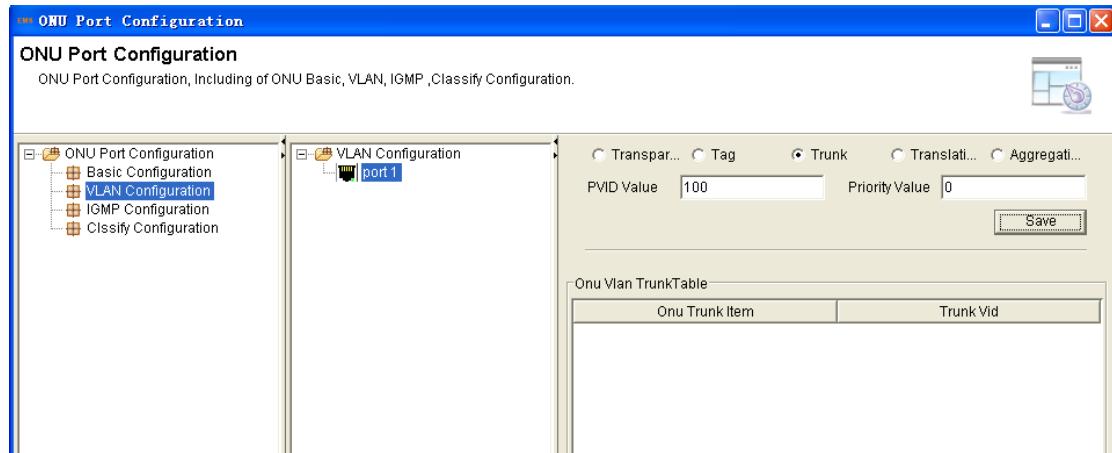 EMS ONU Port Configuration
ONU Port Configuration
ONU Port Configuration, Including of ONU Basic, VLAN, IGMP ,Classify Configuration.
ONU Port Configuration
Basic Configuration
VLAN Configuration
IGMP Configuration
Clssify Configuration
VLAN Configuration
port 1
Transpar... Tag Trunk Translati... Aggregati...
PVID Value 100 Priority Value 0
Save
Onu Vlan TrunkTable
Onu Trunk Item Trunk Vid